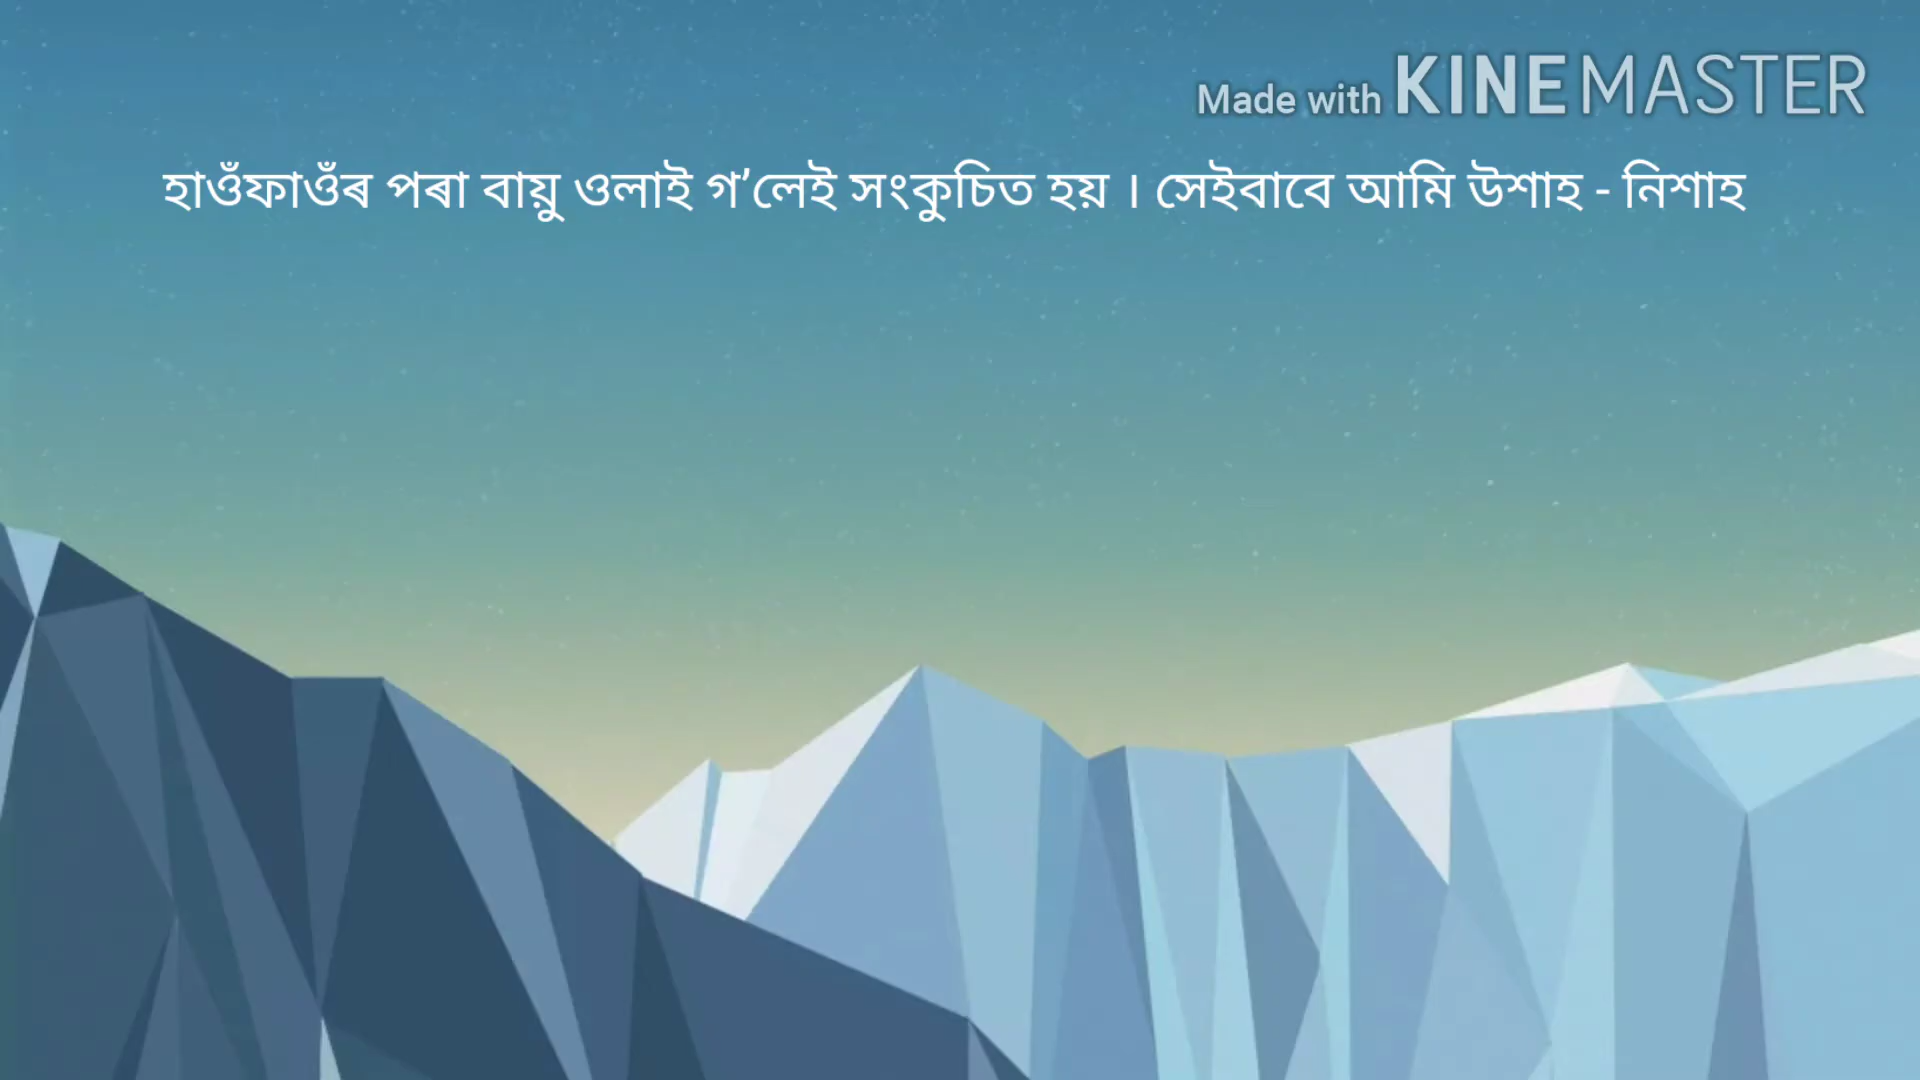 Made with KINEMASTER
হাওঁফাওঁৰ পৰা বায়ু ওলাই গ’লেই সংকুচিত হয় । সেইবাবে আমি উশাহ - নিশাহ